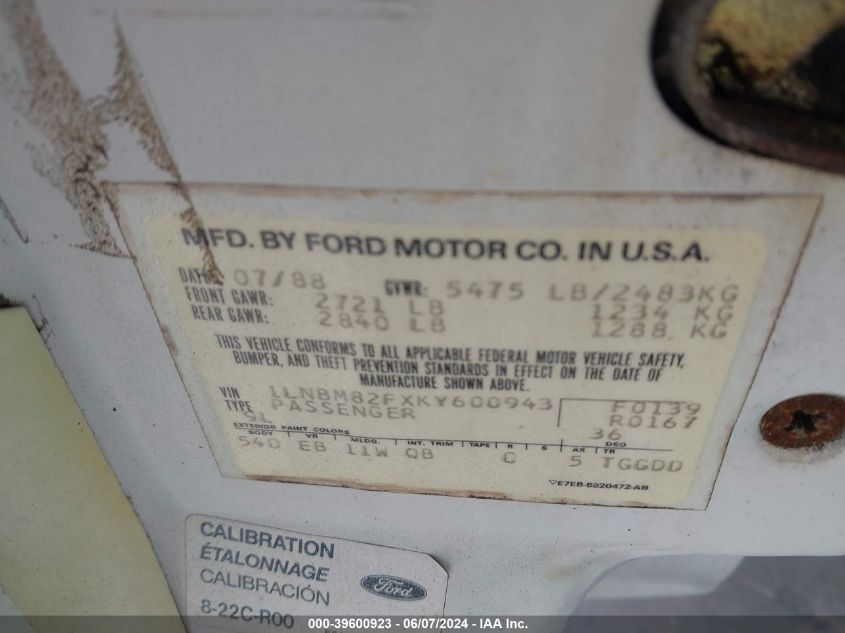 MFD. BY FORD MOTOR CO. IN U.S.A.
DATE: 07/88 GVWR: 5475 LB/2483KG
FRONT GAWR: 2721 LB 1234 KG
REAR GAWR: 2840 LB 1288 KG
THIS VEHICLE CONFORMS TO ALL APPLICABLE FEDERAL MOTOR VEHICLE SAFETY,
BUMPER, AND THEFT PREVENTION STANDARDS IN EFFECT ON THE DATE OF
MANUFACTURE SHOWN ABOVE.
VIN 1LNBM82FXKY600943 F0139
TYPE PASSENGER R0167
9L 36
EXTERIOR PAINT COLORS DSO
BODY VR MLDG. INT. TRIM TAPE R S AX TR
54D EB 11W QB C 5 TGGDD
E7EB-5320472-AB
CALIBRATION
ÉTALONNAGE
CALIBRACIÓN
8-22C-R00
Ford
000-39600923 - 06/07/2024 - IAA Inc.